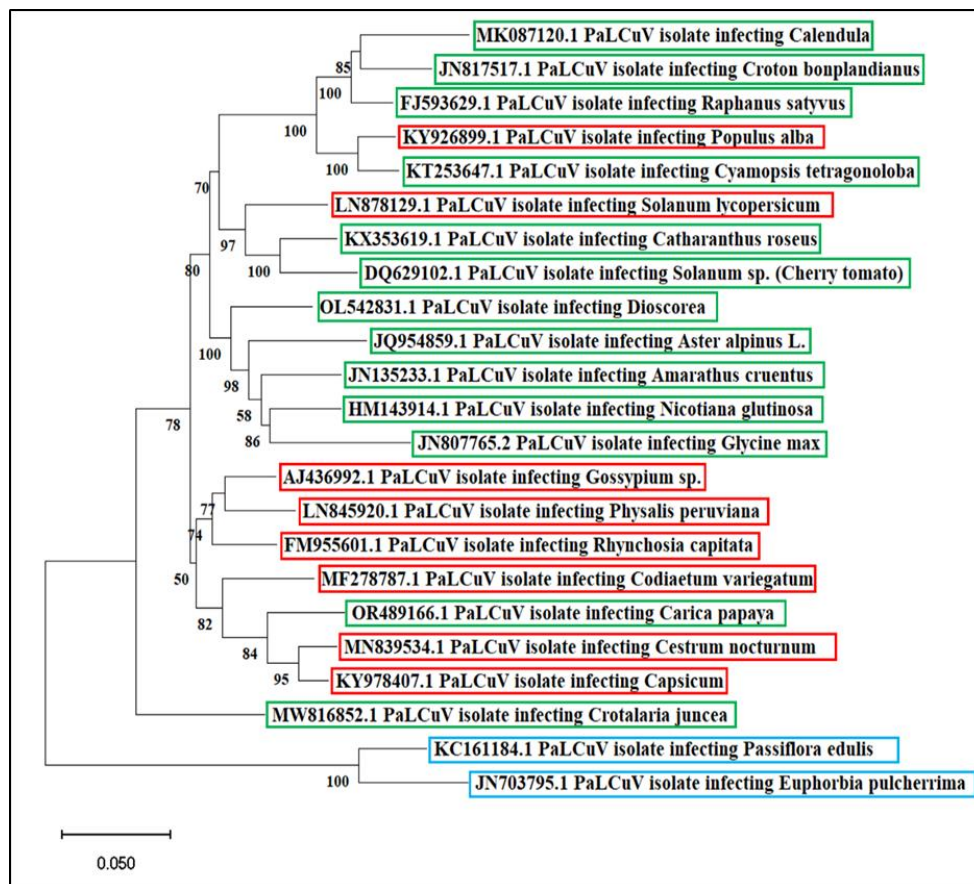 MK087120.1 PaLCuV isolate infecting Calendula
85
JN817517.1 PaLCuV isolate infecting Croton bonplandianus
100
FJ593629.1 PaLCuV isolate infecting Raphanus satyvus
100
KY926899.1 PaLCuV isolate infecting Populus alba
100
KT253647.1 PaLCuV isolate infecting Cyamopsis tetragonoloba
70
LN878129.1 PaLCuV isolate infecting Solanum lycopersicum
97
KX353619.1 PaLCuV isolate infecting Catharanthus roseus
80
100
DQ629102.1 PaLCuV isolate infecting Solanum sp. (Cherry tomato)
OL542831.1 PaLCuV isolate infecting Dioscorea
100
JQ954859.1 PaLCuV isolate infecting Aster alpinus L.
98
JN135233.1 PaLCuV isolate infecting Amarathus cruentus
58
HM143914.1 PaLCuV isolate infecting Nicotiana glutinosa
78
86
JN807765.2 PaLCuV isolate infecting Glycine max
AJ436992.1 PaLCuV isolate infecting Gossypium sp.
77
LN845920.1 PaLCuV isolate infecting Physalis peruviana
74
FM955601.1 PaLCuV isolate infecting Rhynchosia capitata
50
MF278787.1 PaLCuV isolate infecting Codiaetum variegatum
82
OR489166.1 PaLCuV isolate infecting Carica papaya
84
MN839534.1 PaLCuV isolate infecting Cestrum nocturnum
95
KY978407.1 PaLCuV isolate infecting Capsicum
MW816852.1 PaLCuV isolate infecting Crotalaria juncea
KC161184.1 PaLCuV isolate infecting Passiflora edulis
100
JN703795.1 PaLCuV isolate infecting Euphorbia pulcherrima
0.050